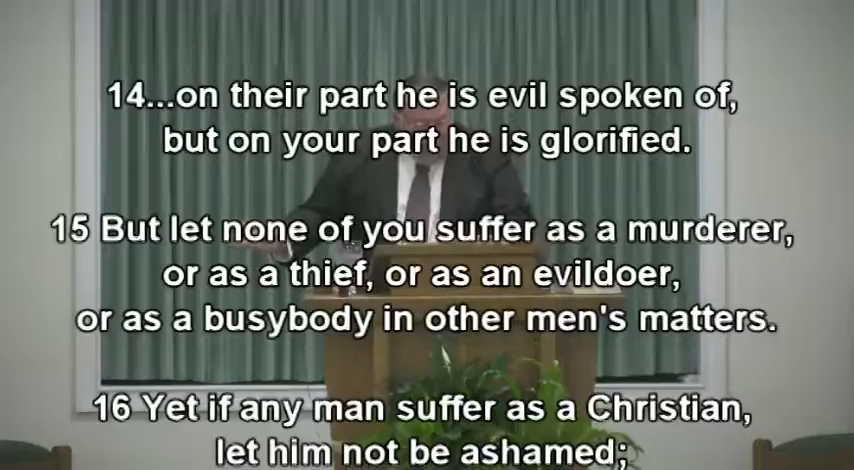 14...on their part he is evil spoken of,
but on your part he is glorified.
15 But let none of you suffer as a murderer,
or as a thief, or as an evildoer,
or as a busybody in other men's matters.
16 Yet if any man suffer as a Christian,
let him not be ashamed;